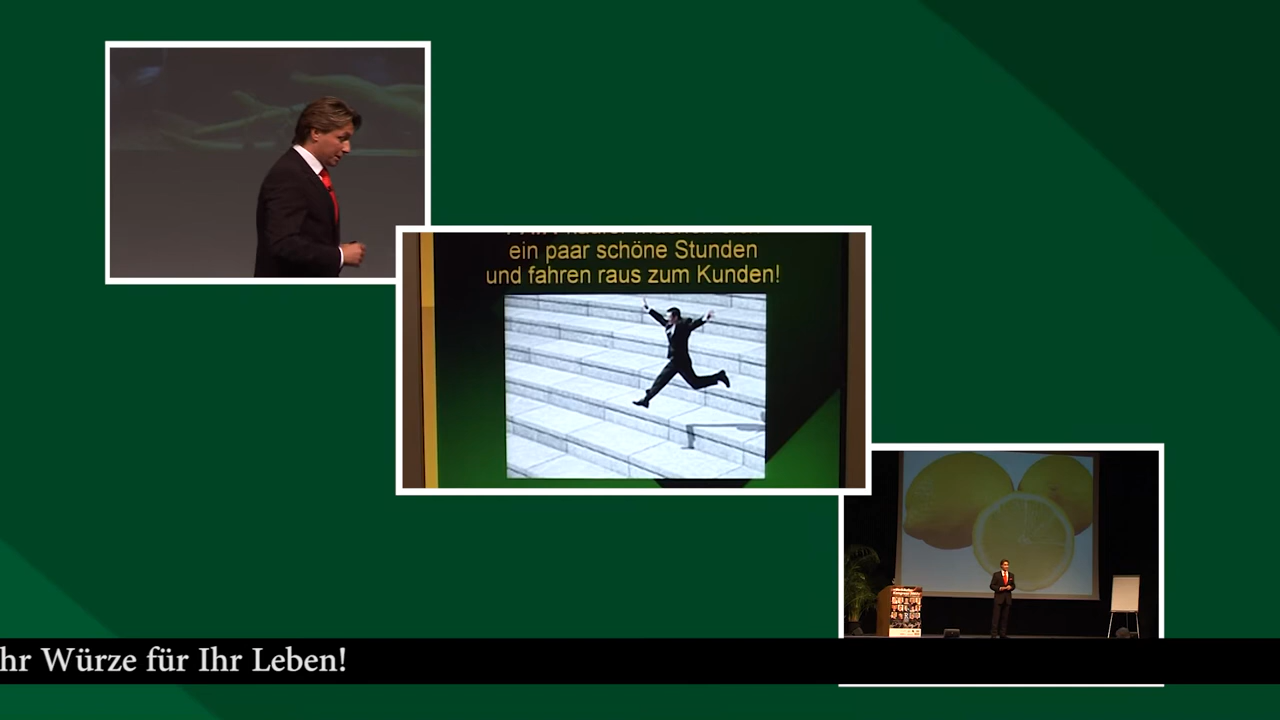 ein paar schöne Stunden
und fahren raus zum Kunden!
hr Würze für Ihr Leben!